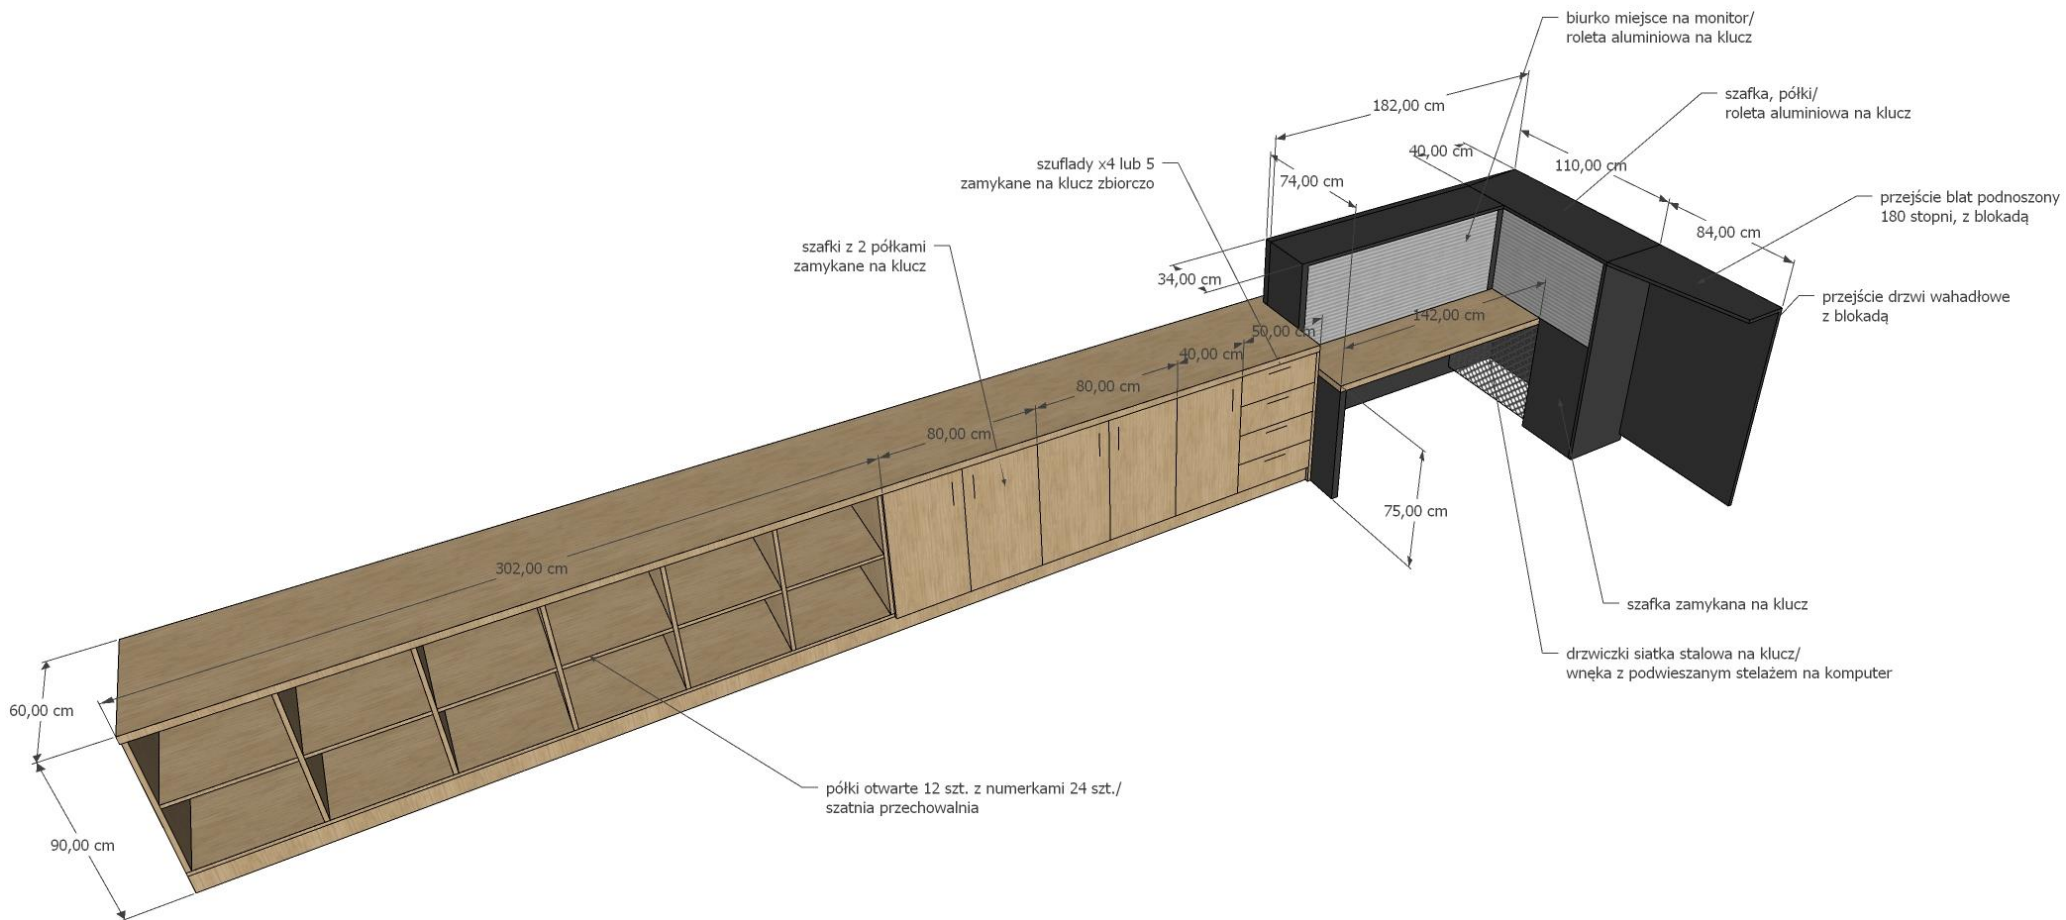 biurko miejsce na monitor/
roleta aluminiowa na klucz
182,00 cm
szafka, półki/
roleta aluminiowa na klucz
40,00 cm
110,00 cm
szuflady x4 lub 5
zamykane na klucz zbiorczo
74,00 cm
przejście blat podnoszony
180 stopni, z blokadą
84,00 cm
szafki z 2 półkami
zamykane na klucz
34,00 cm
przejście drzwi wahadłowe
z blokadą
142,00 cm
50,00 cm
40,00 cm
80,00 cm
80,00 cm
75,00 cm
302,00 cm
szafka zamykana na klucz
drzwiczki siatka stalowa na klucz/
wnęka z podwieszanym stelażem na komputer
60,00 cm
półki otwarte 12 szt. z numerkami 24 szt./
szatnia przechowalnia
90,00 cm